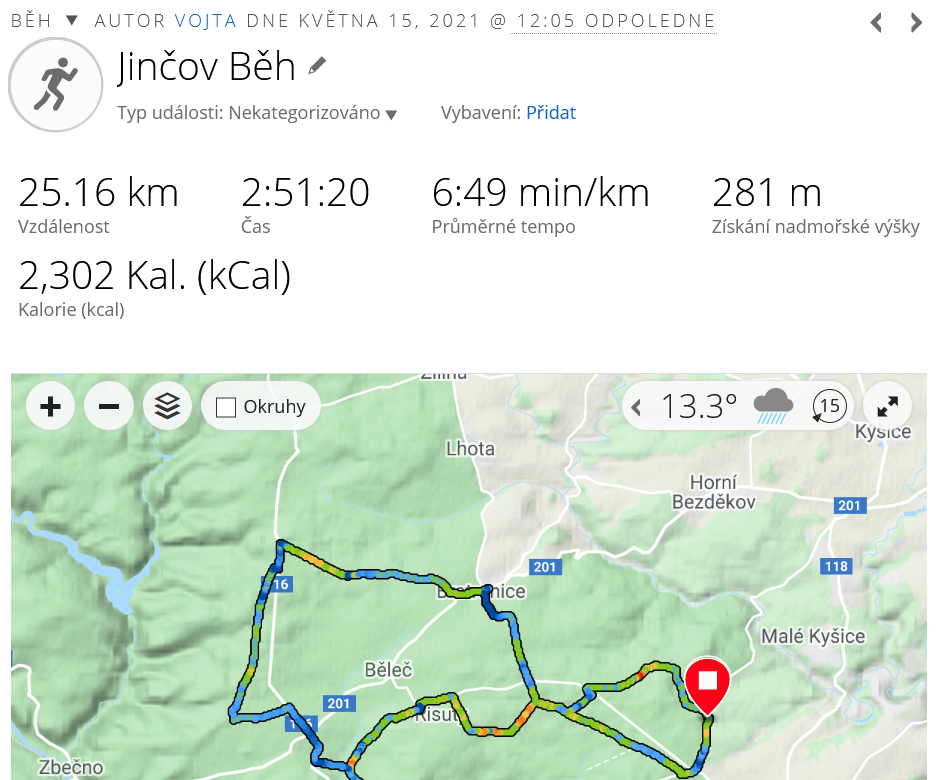 BĚH ▼ AUTOR VOJTA DNE KVĚTNA 15, 2021 @ 12:05 ODPOLEDNE
Jinčov Běh
Typ události: Nekategorizováno ▼ Vybavení: Přidat
25.16 km 2:51:20 6:49 min/km 281 m
Vzdálenost Čas Průměrné tempo Získání nadmořské výšky
2,302 Kal. (kCal)
Kalorie (kcal)
Okruhy 13.3° 15
Kyšice
Lhota
Horní
Bezděkov
201
201
118
Malé Kyšice
Běleč
201
Zbečno